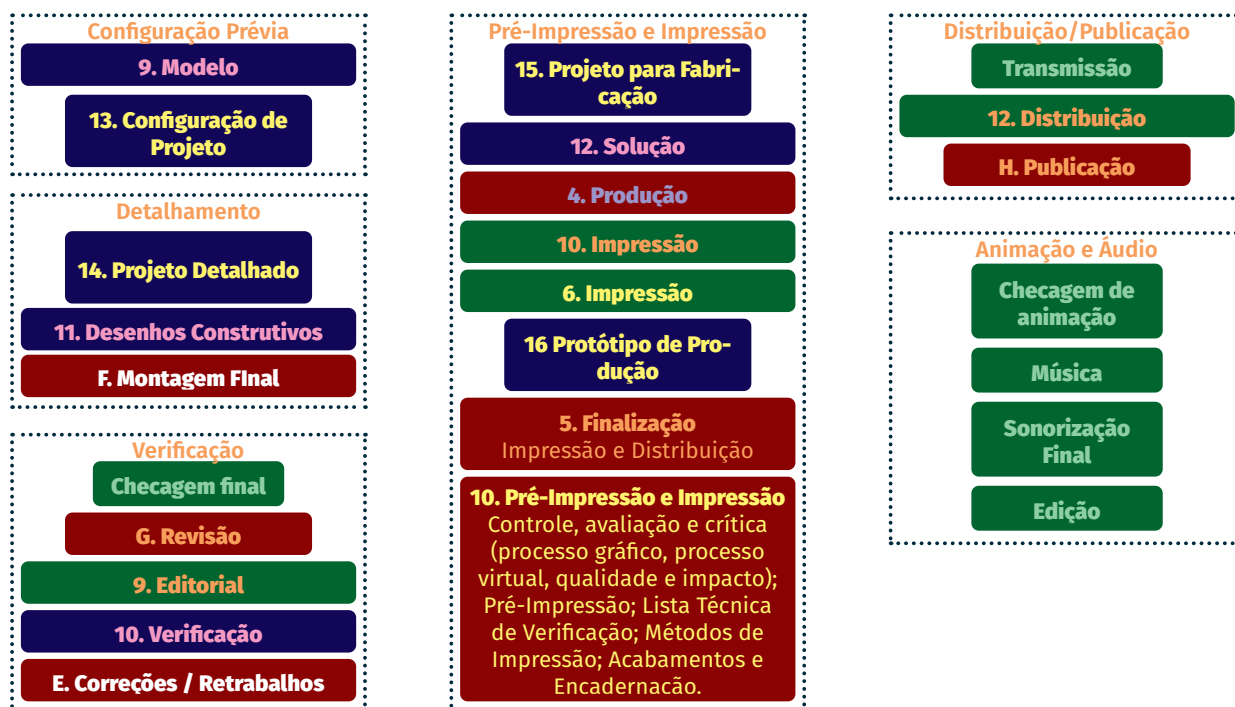 Configuração Prévia
9. Modelo
13. Configuração de
Projeto
Detalhamento
14. Projeto Detalhado
11. Desenhos Construtivos
F. Montagem FInal
Verificação
Checagem final
G. Revisão
9. Editorial
10. Verificação
E. Correções / Retrabalhos
Pré-Impressão e Impressão
15. Projeto para Fabri-
cação
12. Solução
4. Produção
10. Impressão
6. Impressão
16 Protótipo de Pro-
dução
5. Finalização
Impressão e Distribuição
10. Pré-Impressão e Impressão
Controle, avaliação e crítica
(processo gráfico, processo
virtual, qualidade e impacto);
Pré-Impressão; Lista Técnica
de Verificação; Métodos de
Impressão; Acabamentos e
Encadernacão.
Distribuição/Publicação
Transmissão
12. Distribuição
H. Publicação
Animação e Áudio
Checagem de
animação
Música
Sonorização
Final
Edição